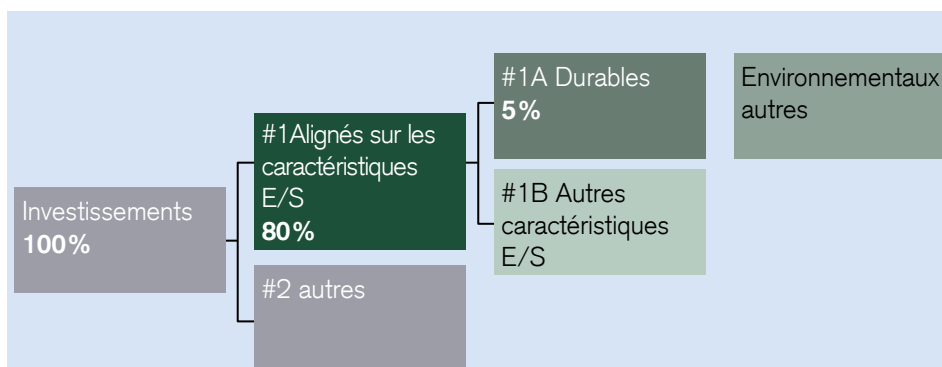 Investissements
100%
#1Alignés sur les
caractéristiques
E/S
80%
#2 autres
#1A Durables
5%
#1B Autres
caractéristiques
E/S
Environnementaux
autres